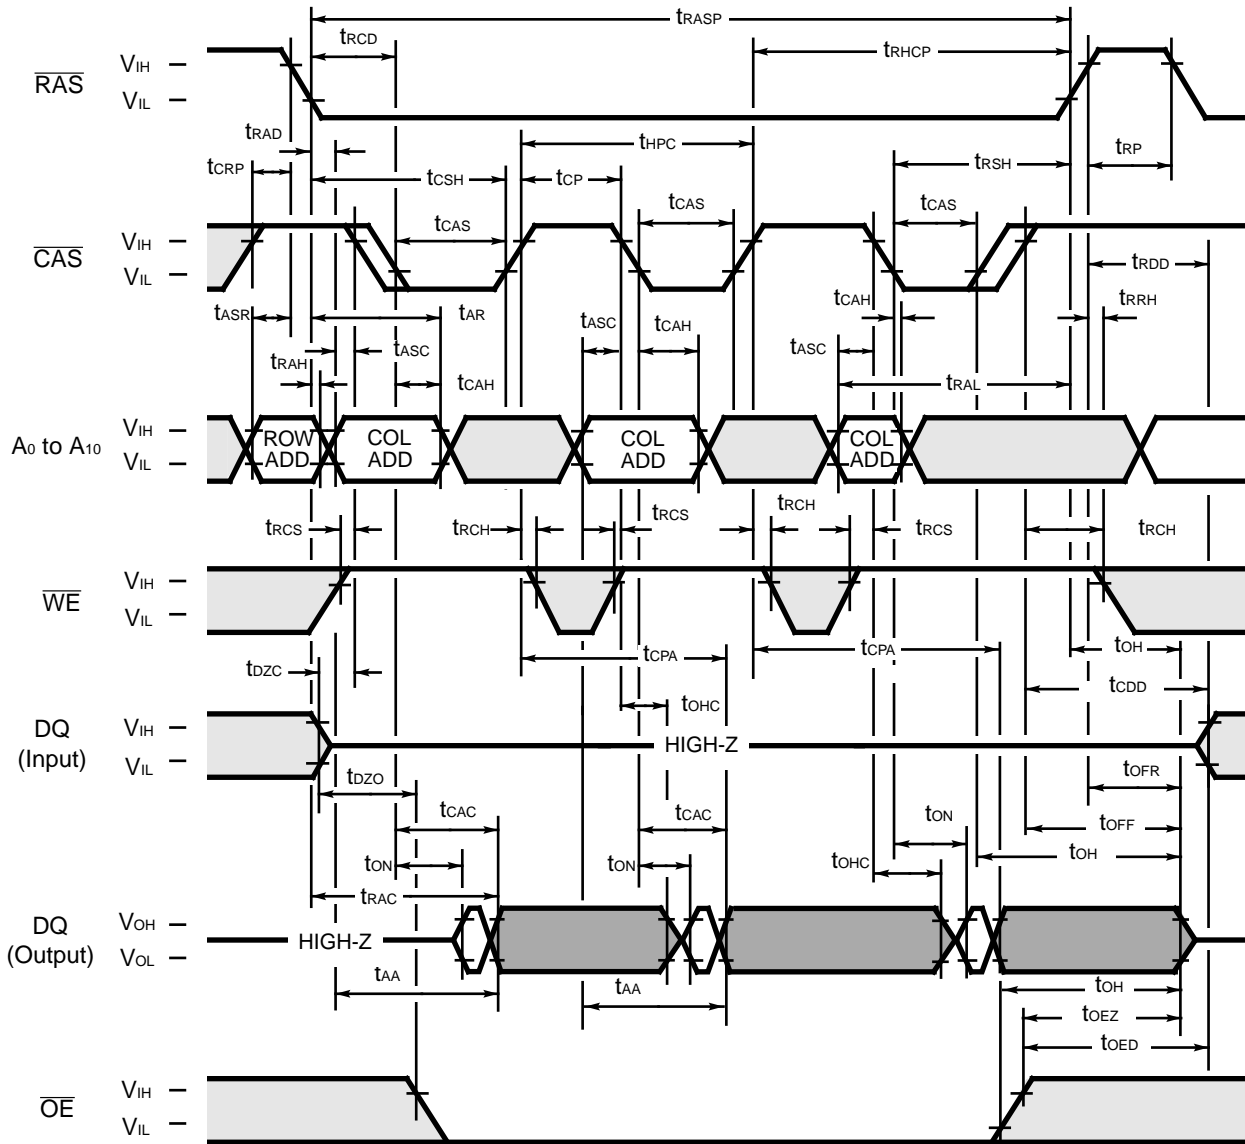 tRASP
tRCD
tRHCP
RAS
VIH
VIL
tRAD
tHPC
tRP
tCRP
tCSH
tCP
tRSH
tCAS
tCAS
tCAS
CAS
VIH
VIL
tRDD
tASR
tAR
tASC
tCAH
tCAH
tRRH
tRAH
tASC
tASC
tCAH
tRAL
A0 to A10
VIH
VIL
ROW
ADD
COL
ADD
COL
ADD
COL
ADD
tRCS
tRCH
tRCS
tRCH
tRCS
tRCH
WE
VIH
VIL
tDZC
tCPA
tCPA
tOH
tCDD
tOHC
DQ
(Input)
VIH
VIL
HIGH-Z
tDZO
tOFR
tCAC
tCAC
tON
tOFF
tON
tON
tOHC
tOH
tRAC
DQ
(Output)
VOH
VOL
HIGH-Z
tAA
tAA
tOH
tOEZ
tOED
OE
VIH
VIL